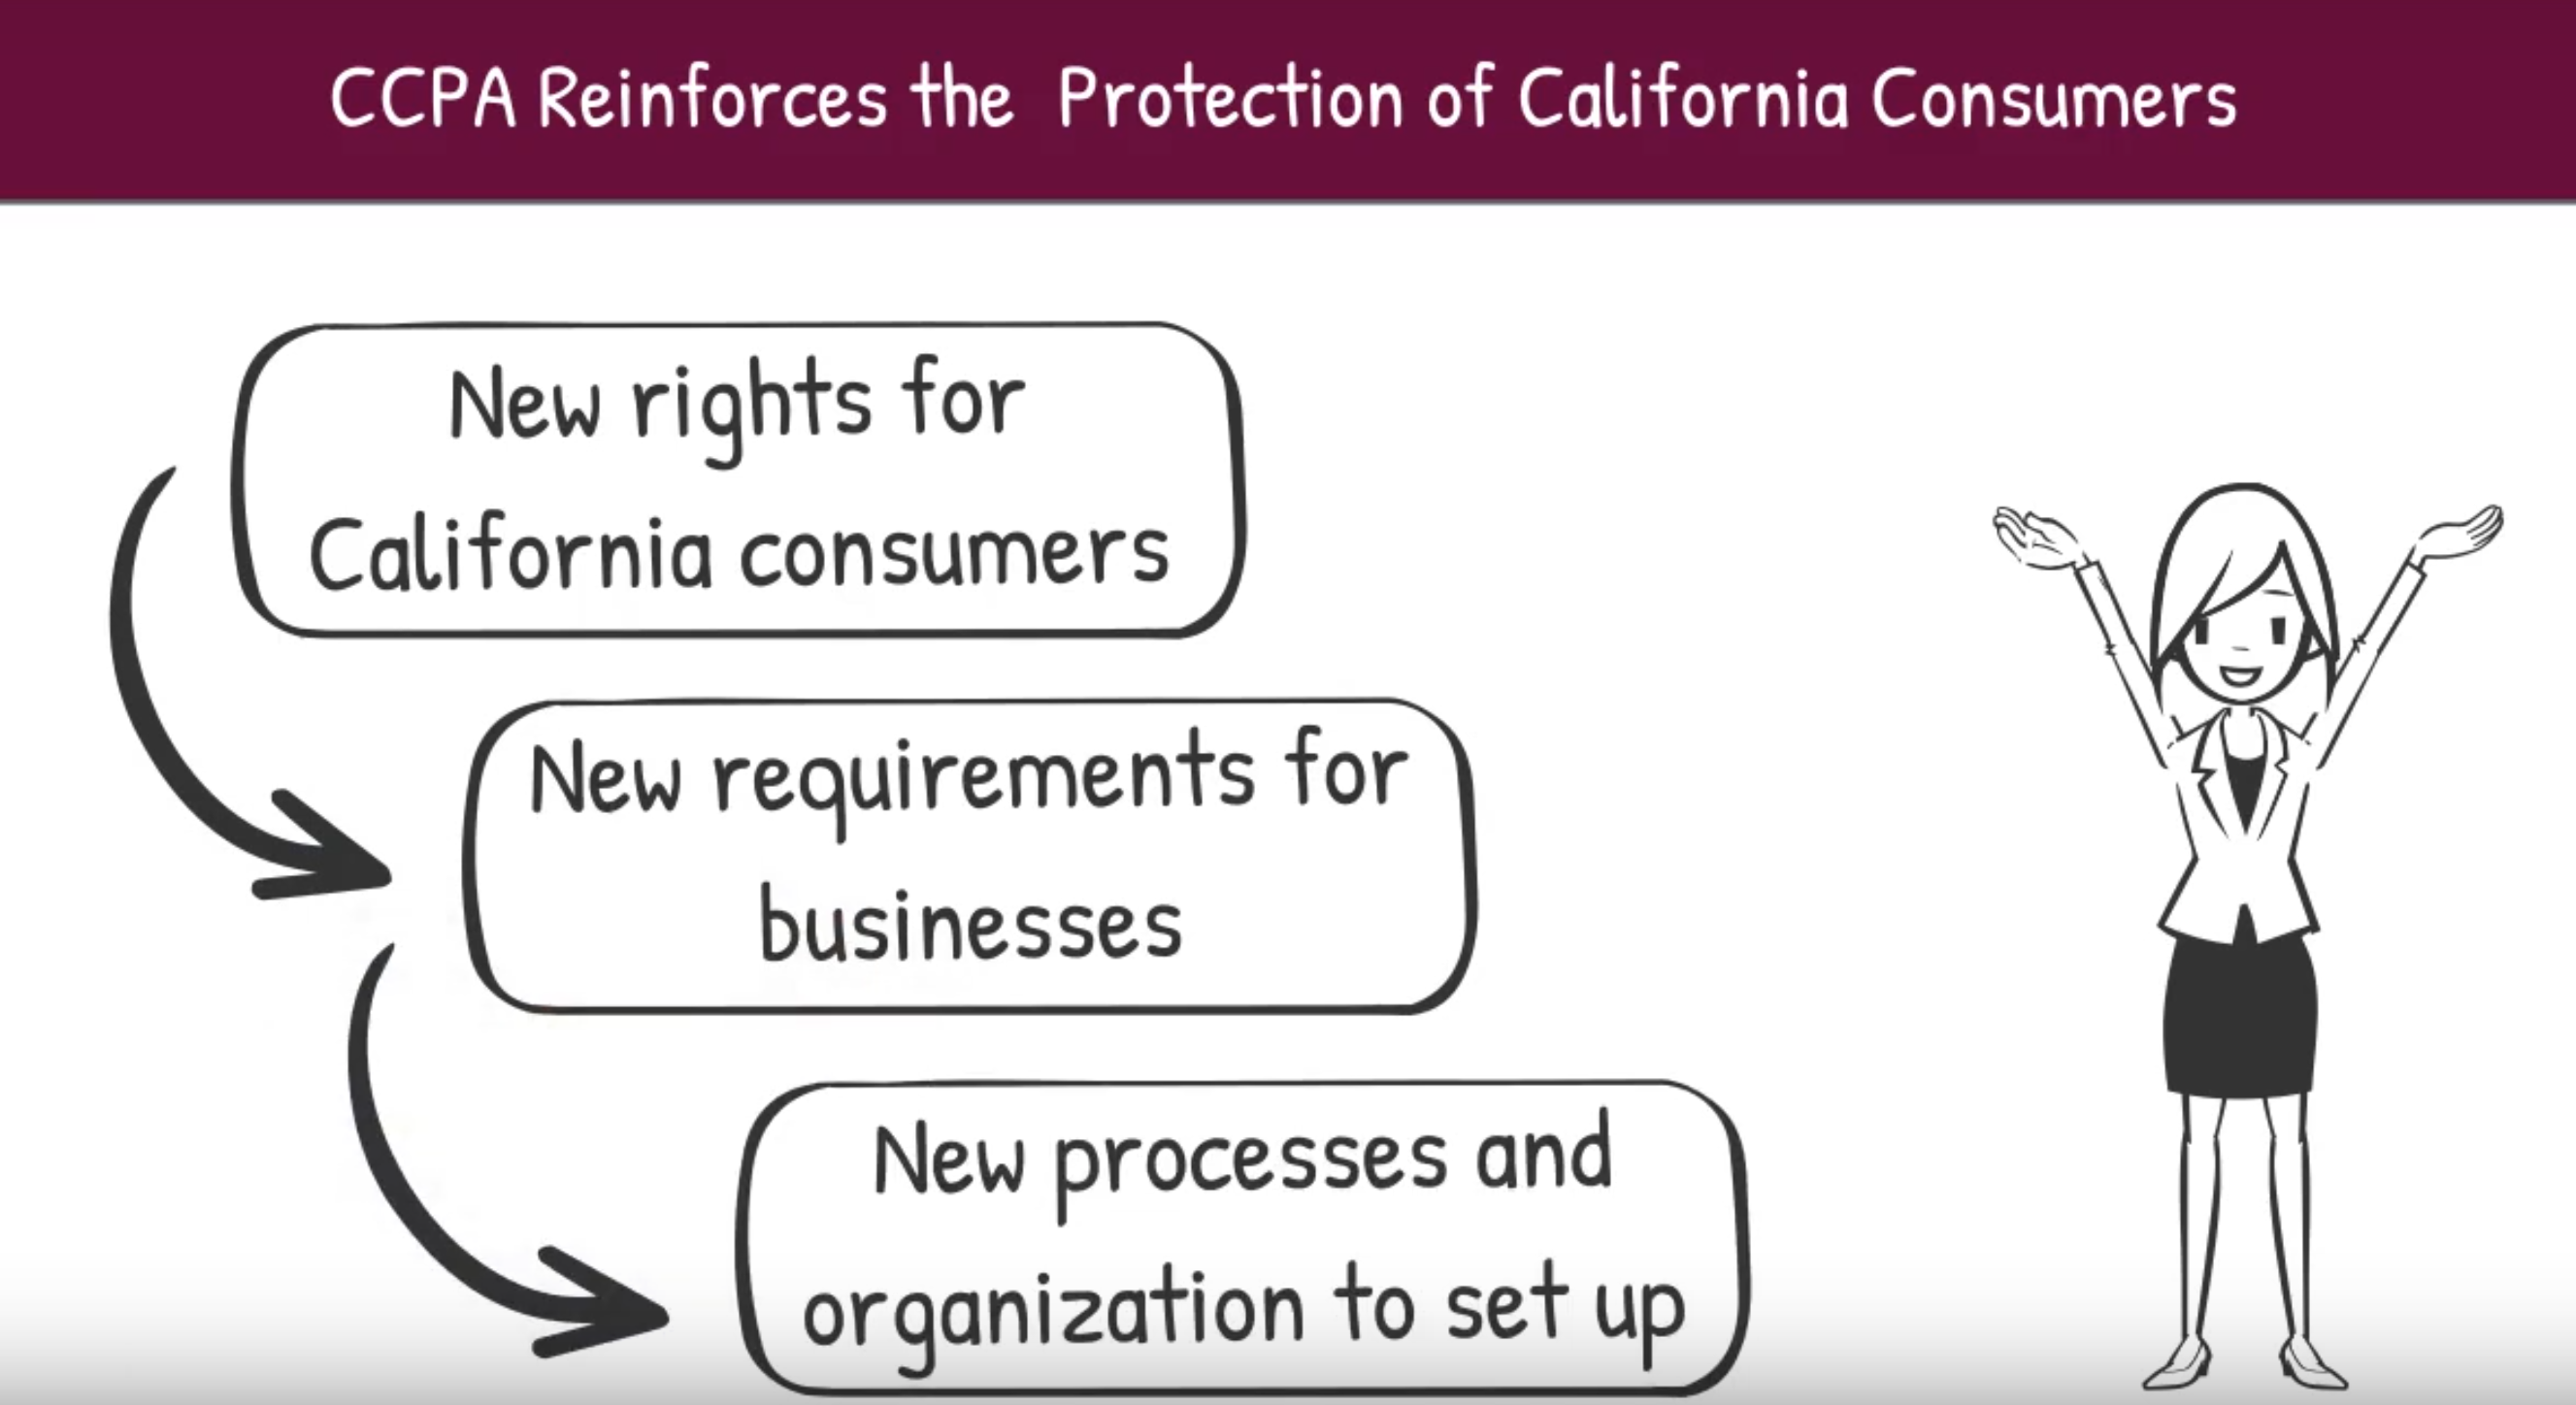 CCPA Reinforces the  Protection of California Consumers
New rights for
California consumers
New requirements for
businesses
New processes and
organization to set up